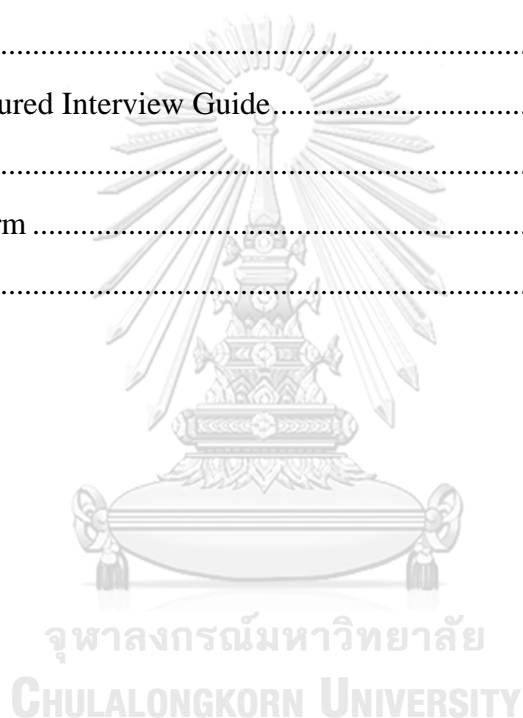 ............................................................
ured Interview Guide..............................
............................................................
rm ............................................................
............................................................
จุฬาลงกรณ์มหาวิทยาลัย
CHULALONGKORN UNIVERSITY